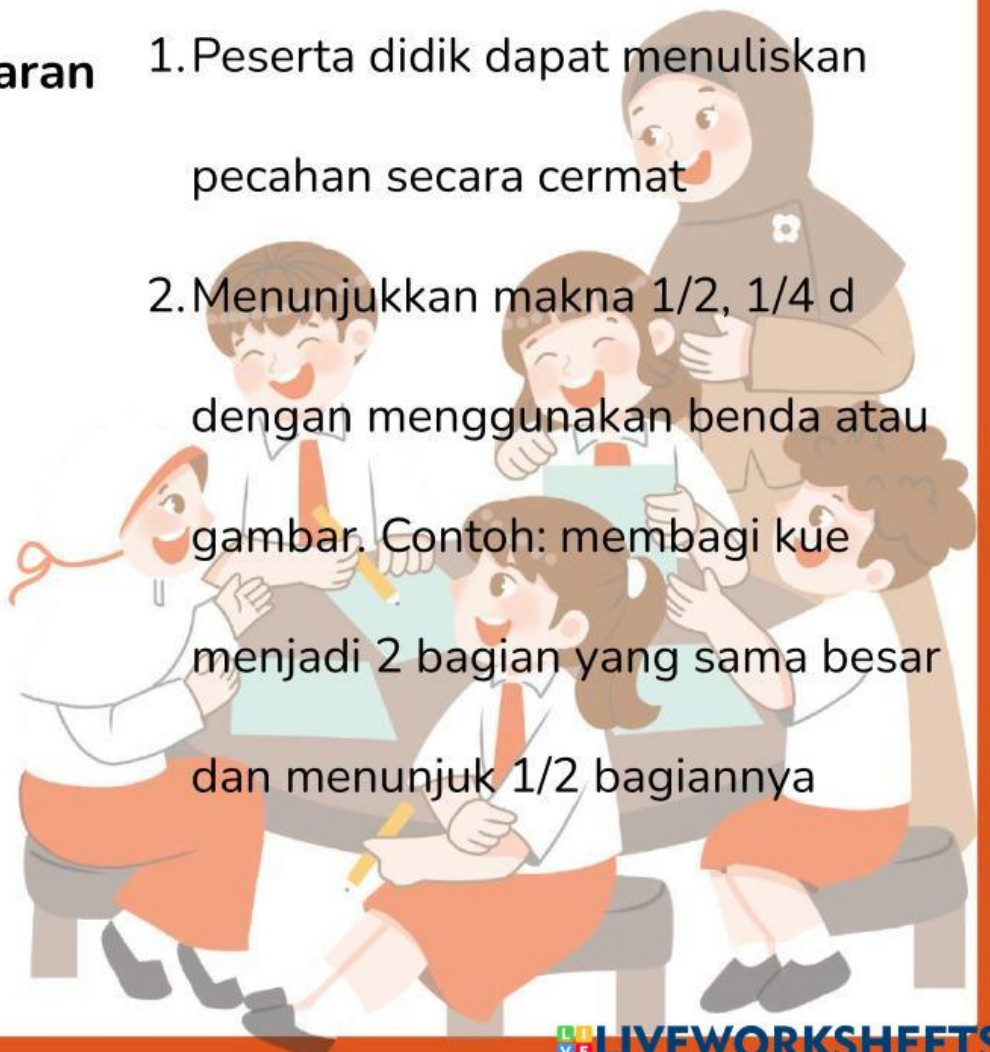 aran
1. Peserta didik dapat menuliskan
pecahan secara cermat
2. Menunjukkan makna 1/2, 1/4 d
dengan menggunakan benda atau
gambar. Contoh: membagi kue
menjadi 2 bagian yang sama besar
dan menunjuk 1/2 bagiannya
LIVEWORKSHEETS